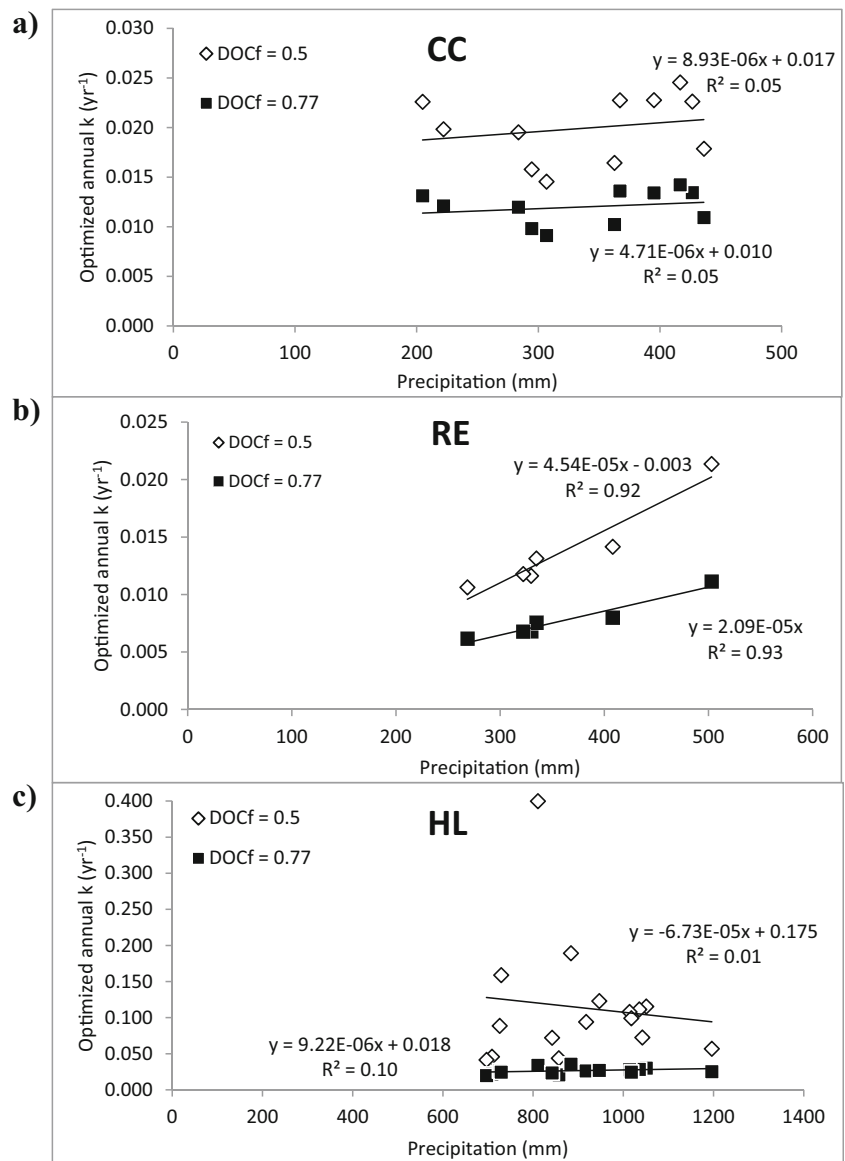 a)
CC
DOCf = 0.5
DOCf = 0.77
y = 8.93E-06x + 0.017
R² = 0.05
y = 4.71E-06x + 0.010
R² = 0.05
Optimized annual k (yr⁻¹)
0.030
0.025
0.020
0.015
0.010
0.005
0.000
0 100 200 300 400 500
Precipitation (mm)
b)
RE
DOCf = 0.5
DOCf = 0.77
y = 4.54E-05x - 0.003
R² = 0.92
y = 2.09E-05x
R² = 0.93
Optimized annual k (yr⁻¹)
0.025
0.020
0.015
0.010
0.005
0.000
0 100 200 300 400 500 600
Precipitation (mm)
c)
HL
DOCf = 0.5
DOCf = 0.77
y = -6.73E-05x + 0.175
R² = 0.01
y = 9.22E-06x + 0.018
R² = 0.10
Optimized annual k (yr⁻¹)
0.400
0.350
0.300
0.250
0.200
0.150
0.100
0.050
0.000
0 200 400 600 800 1000 1200 1400
Precipitation (mm)